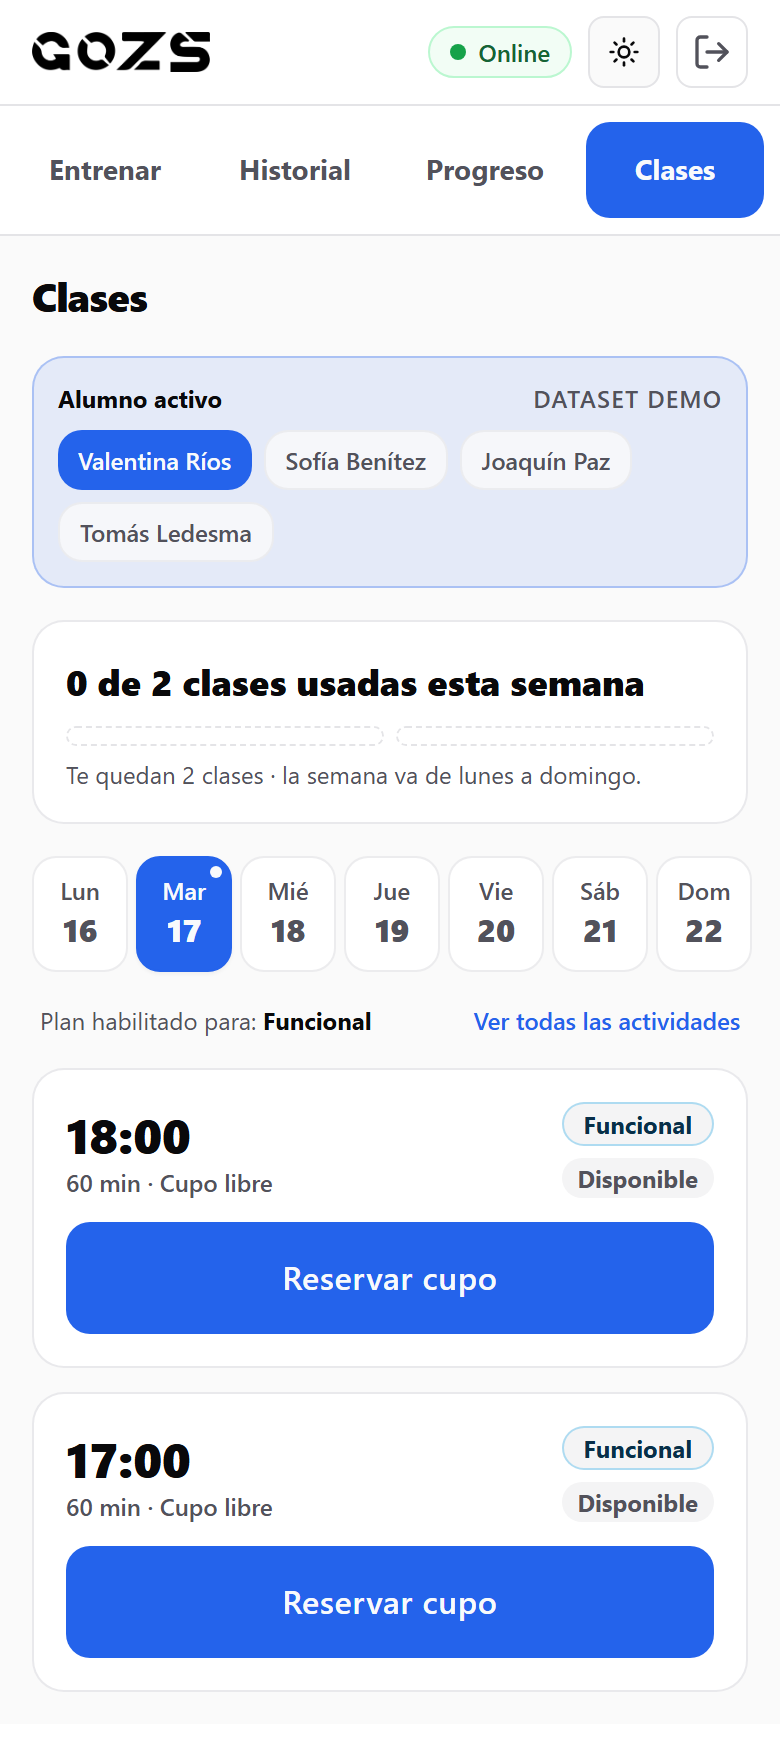 GOZS
Online
Entrenar Historial Progreso Clases
Clases
Alumno activo DATASET DEMO
Valentina Ríos Sofía Benítez Joaquín Paz
Tomás Ledesma
0 de 2 clases usadas esta semana
Te quedan 2 clases · la semana va de lunes a domingo.
Lun Mar Mié Jue Vie Sáb Dom
16 17 18 19 20 21 22
Plan habilitado para: Funcional Ver todas las actividades
18:00 Funcional
60 min · Cupo libre Disponible
Reservar cupo
17:00 Funcional
60 min · Cupo libre Disponible
Reservar cupo